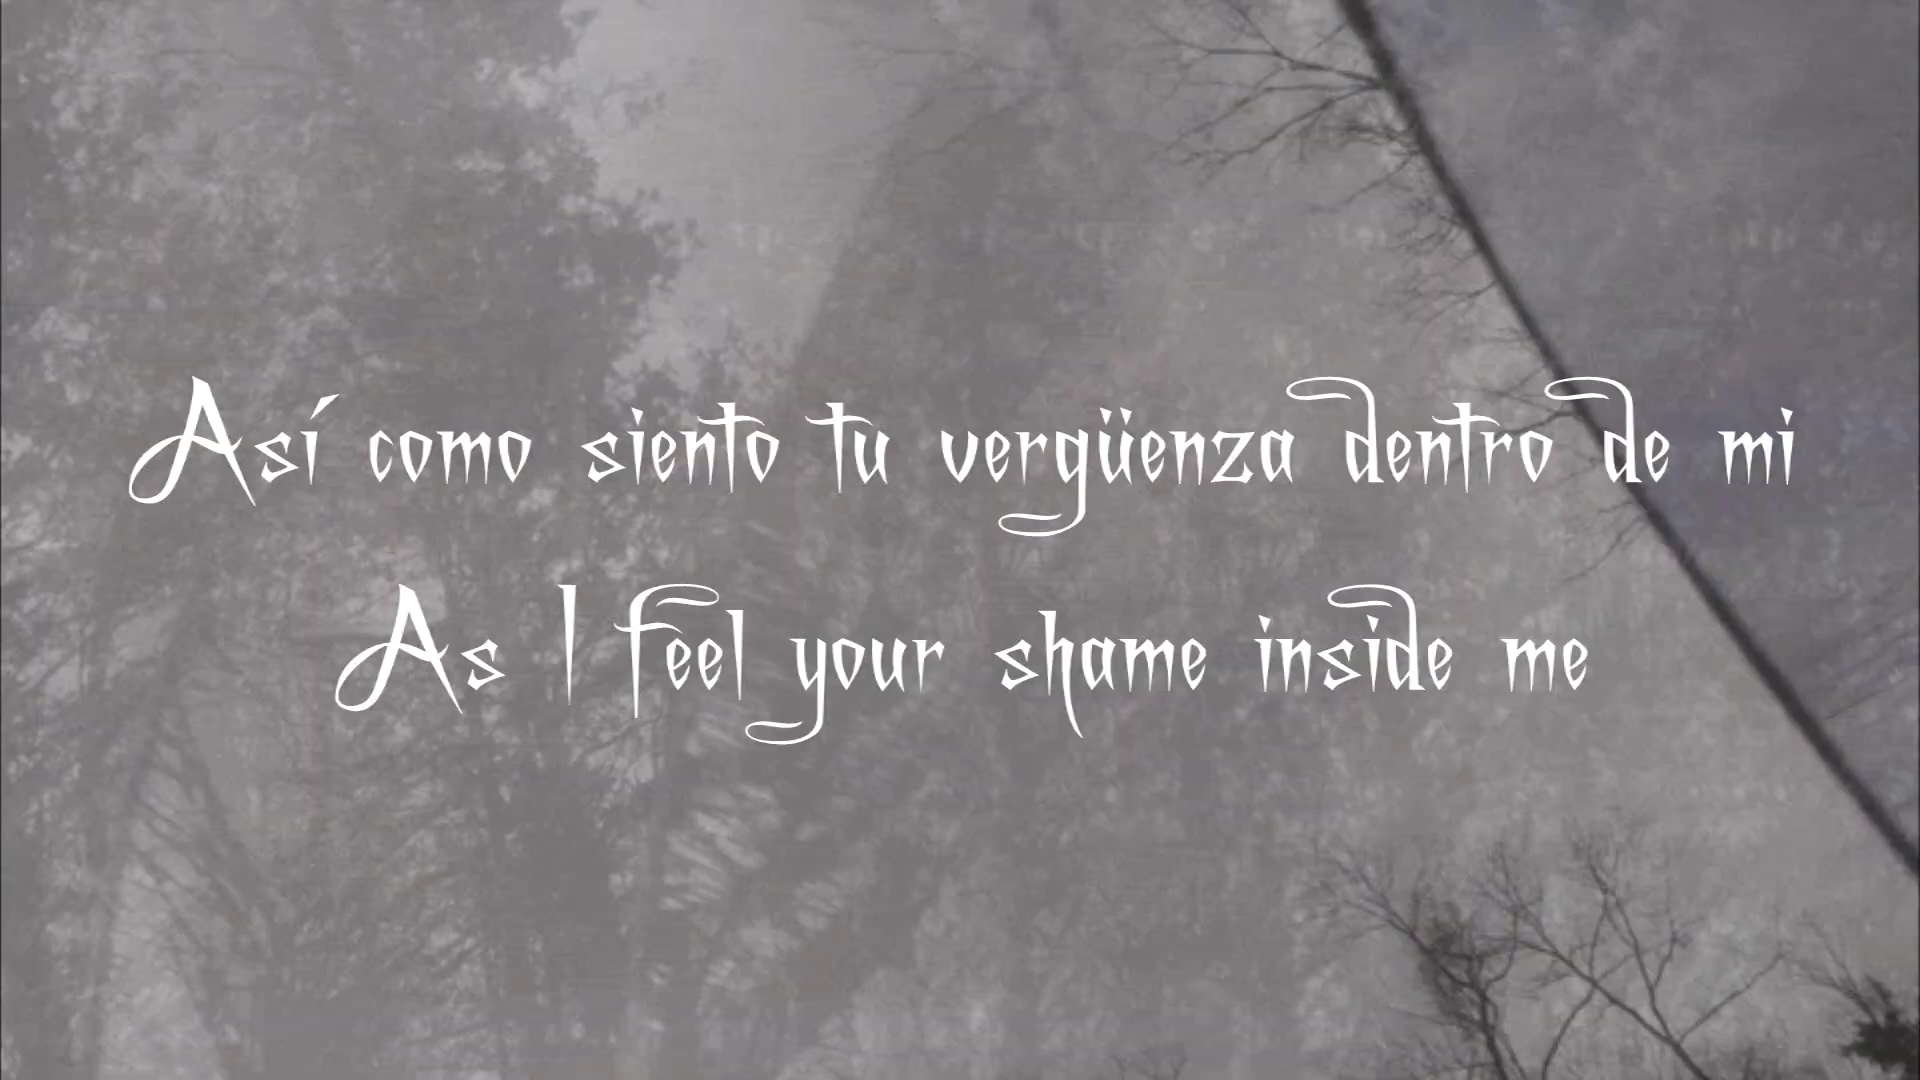 Así como siento tu vergüenza dentro de mi
As I feel your shame inside me